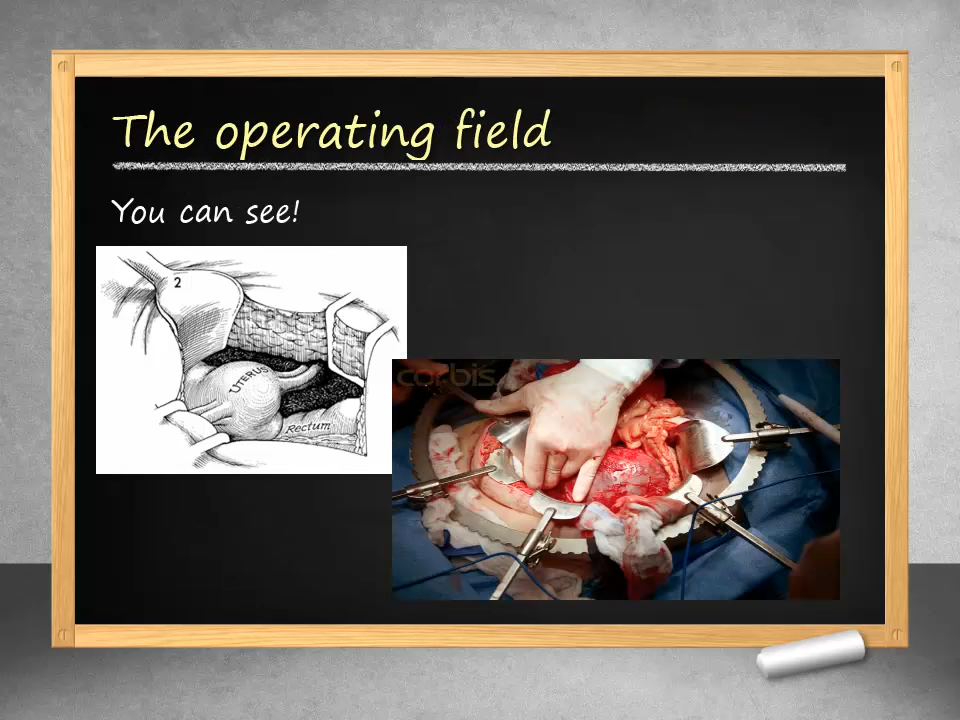 The operating field
You can see!
2
UTERUS
Rectum
corbis